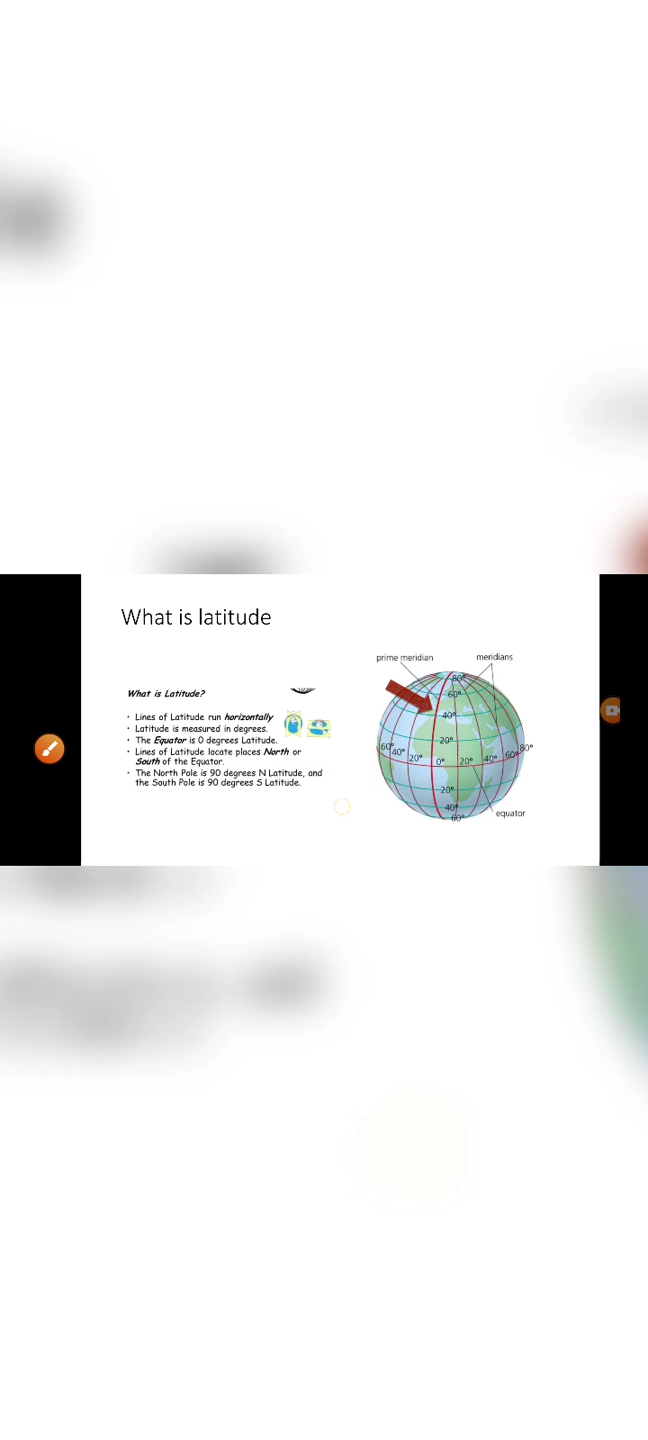 What is latitude
What is Latitude?
• Lines of Latitude run horizontally
• Latitude is measured in degrees.
• The Equator is 0 degrees Latitude.
• Lines of Latitude locate places North or
South of the Equator.
• The North Pole is 90 degrees N Latitude, and
the South Pole is 90 degrees S Latitude.
prime meridian
meridians
80°
60°
40°
20°
60°
40°
20°
0°
20°
40°
60°
80°
20°
40°
60°
equator